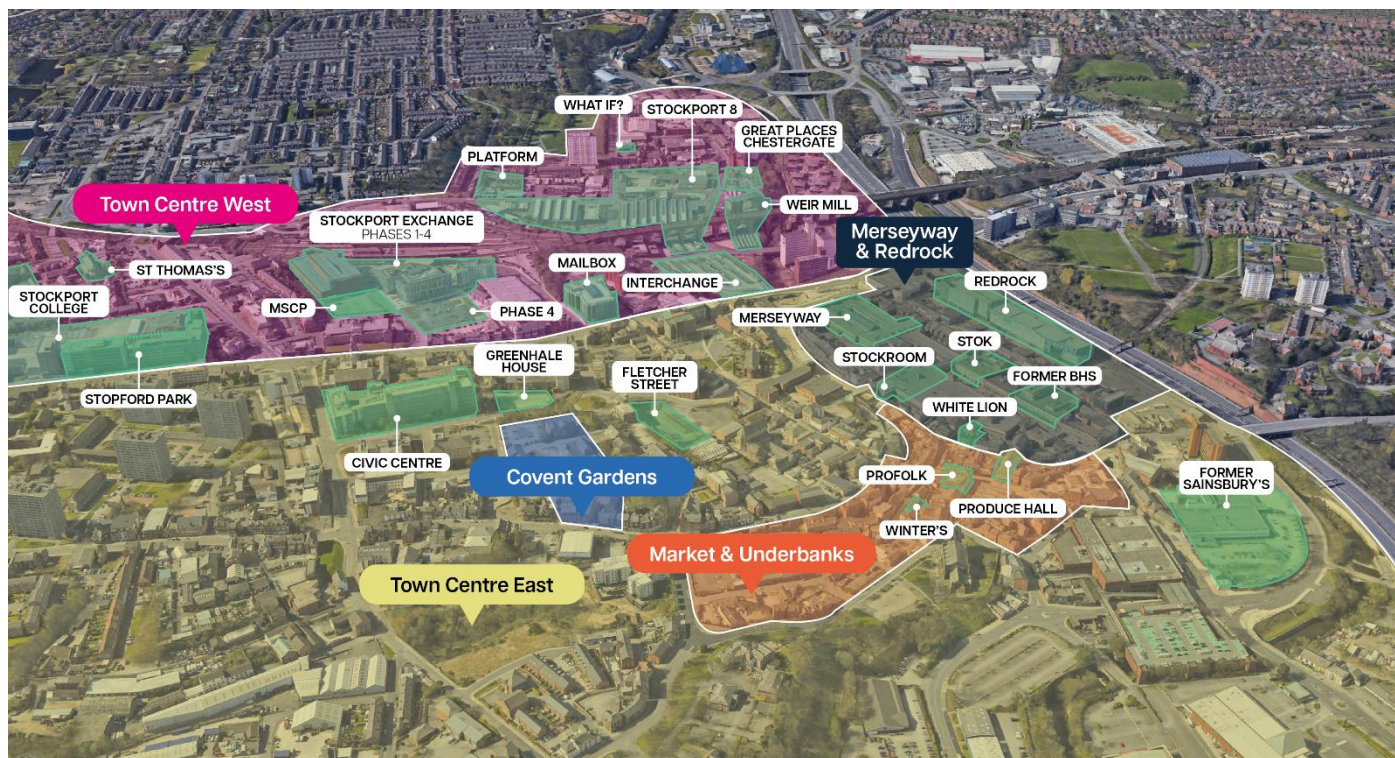 WHAT IF?
STOCKPORT 8
GREAT PLACES
CHESTERGATE
PLATFORM
WEIR MILL
Town Centre West
STOCKPORT EXCHANGE
PHASES 1-4
Merseyway
& Redrock
ST THOMAS'S
MAILBOX
INTERCHANGE
REDROCK
STOCKPORT
COLLEGE
MSCP
PHASE 4
MERSEYWAY
STOCKROOM
STOK
GREENHALE
HOUSE
FLETCHER
STREET
FORMER BHS
STOPFORD PARK
WHITE LION
CIVIC CENTRE
Covent Gardens
PROFOLK
PRODUCE HALL
FORMER
SAINSBURY'S
WINTER'S
Market & Underbanks
Town Centre East